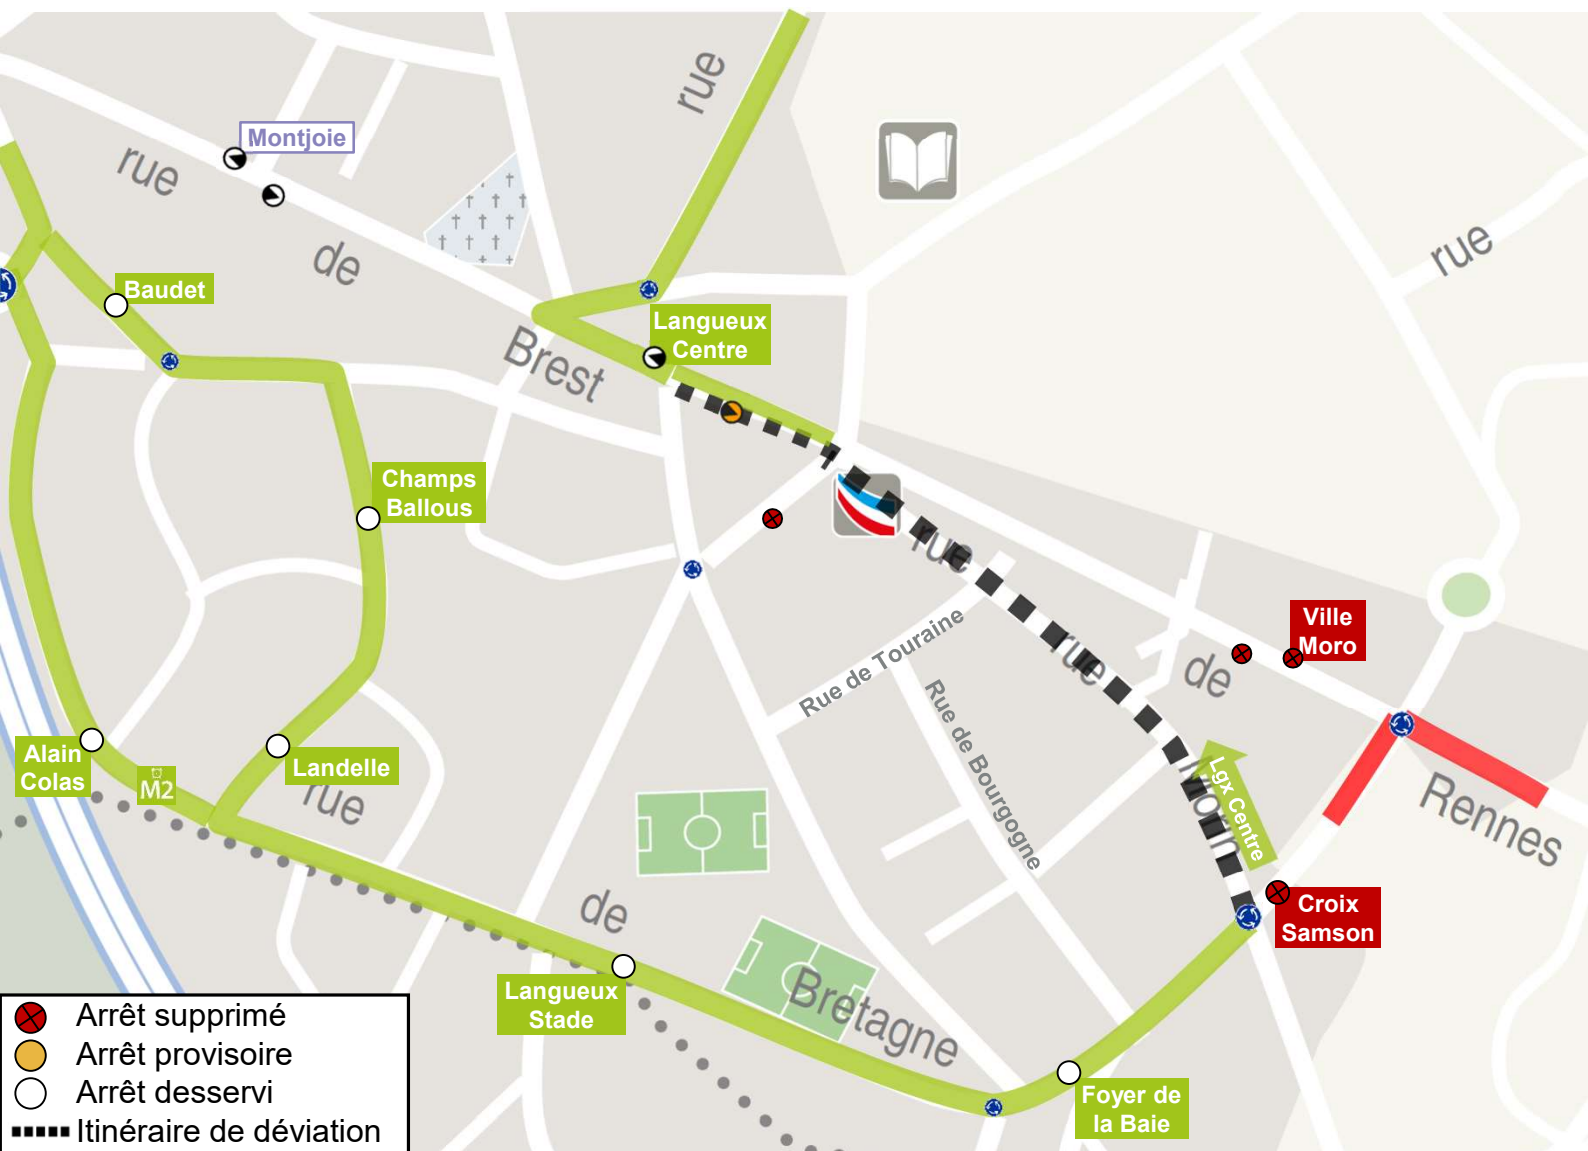 rue
Montjoie
rue
de
rue
Baudet
Langueux
Centre
Brest
Champs
Ballous
rue
Rue de Touraine
rue
Ville
Moro
de
Rue de Bourgogne
Alain
Colas
M2
Landelle
rue
Lgx Centre
Morin
Rennes
de
Croix
Samson
Langueux
Stade
Bretagne
Foyer de
la Baie
Arrêt supprimé
Arrêt provisoire
Arrêt desservi
Itinéraire de déviation